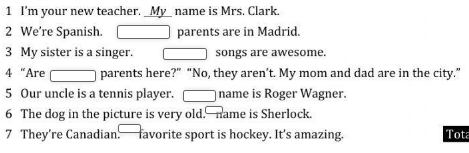 1 I'm your new teacher. My name is Mrs. Clark.
2 We're Spanish. parents are in Madrid.
3 My sister is a singer. songs are awesome.
4 "Are parents here?" "No, they aren't. My mom and dad are in the city."
5 Our uncle is a tennis player. name is Roger Wagner.
6 The dog in the picture is very old. name is Sherlock.
7 They're Canadian. favorite sport is hockey. It's amazing. Tota